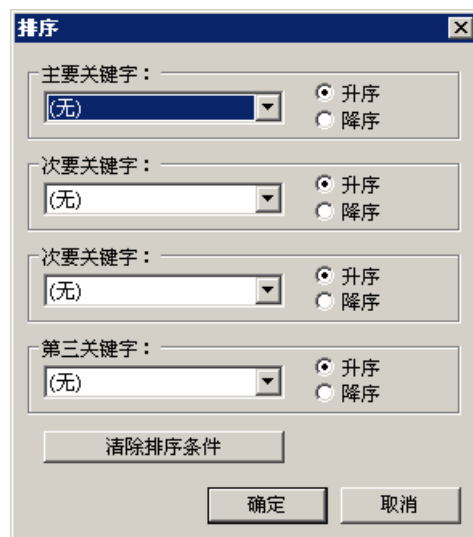 排序
主要关键字：
(无)
升序
降序
次要关键字：
(无)
升序
降序
次要关键字：
(无)
升序
降序
第三关键字：
(无)
升序
降序
清除排序条件
确定
取消